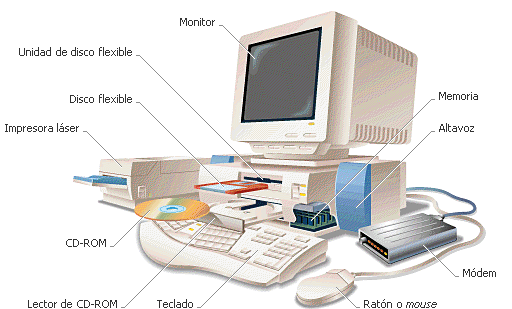 Monitor
Unidad de disco flexible
Disco flexible
Memoria
Impresora láser
Altavoz
CD-ROM
Módem
Lector de CD-ROM
Teclado
Ratón o mouse